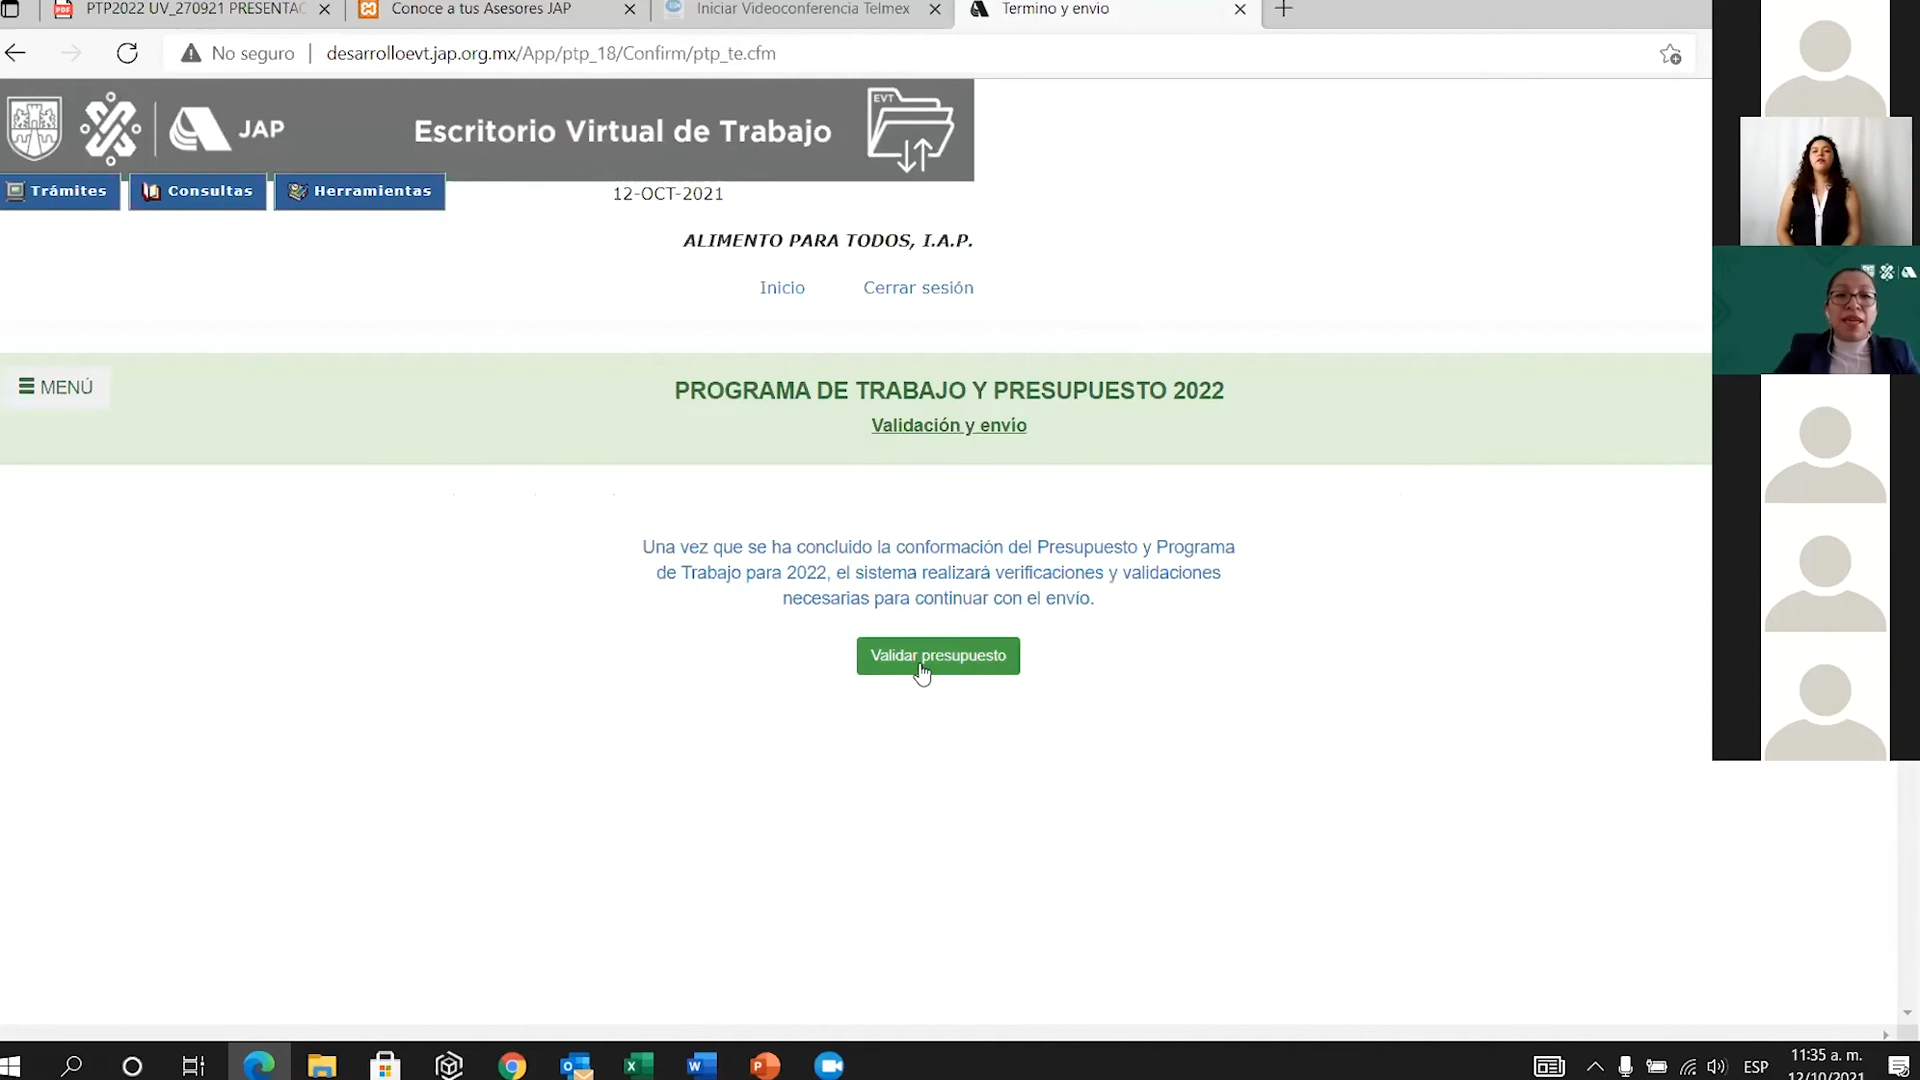 PTP2022 UV_270921 PRESENTAC
Conoce a tus Asesores JAP
Iniciar Videoconferencia Telmex
Termino y envio
No seguro
desarrolloevt.jap.org.mx/App/ptp_18/Confirm/ptp_te.cfm
JAP
Escritorio Virtual de Trabajo
EVT
Trámites
Consultas
Herramientas
12-OCT-2021
ALIMENTO PARA TODOS, I.A.P.
Inicio
Cerrar sesión
MENÚ
PROGRAMA DE TRABAJO Y PRESUPUESTO 2022
Validación y envío
Una vez que se ha concluido la conformación del Presupuesto y Programa
de Trabajo para 2022, el sistema realizará verificaciones y validaciones
necesarias para continuar con el envío.
Validar presupuesto
ESP
11:35 a. m.
12/10/2021